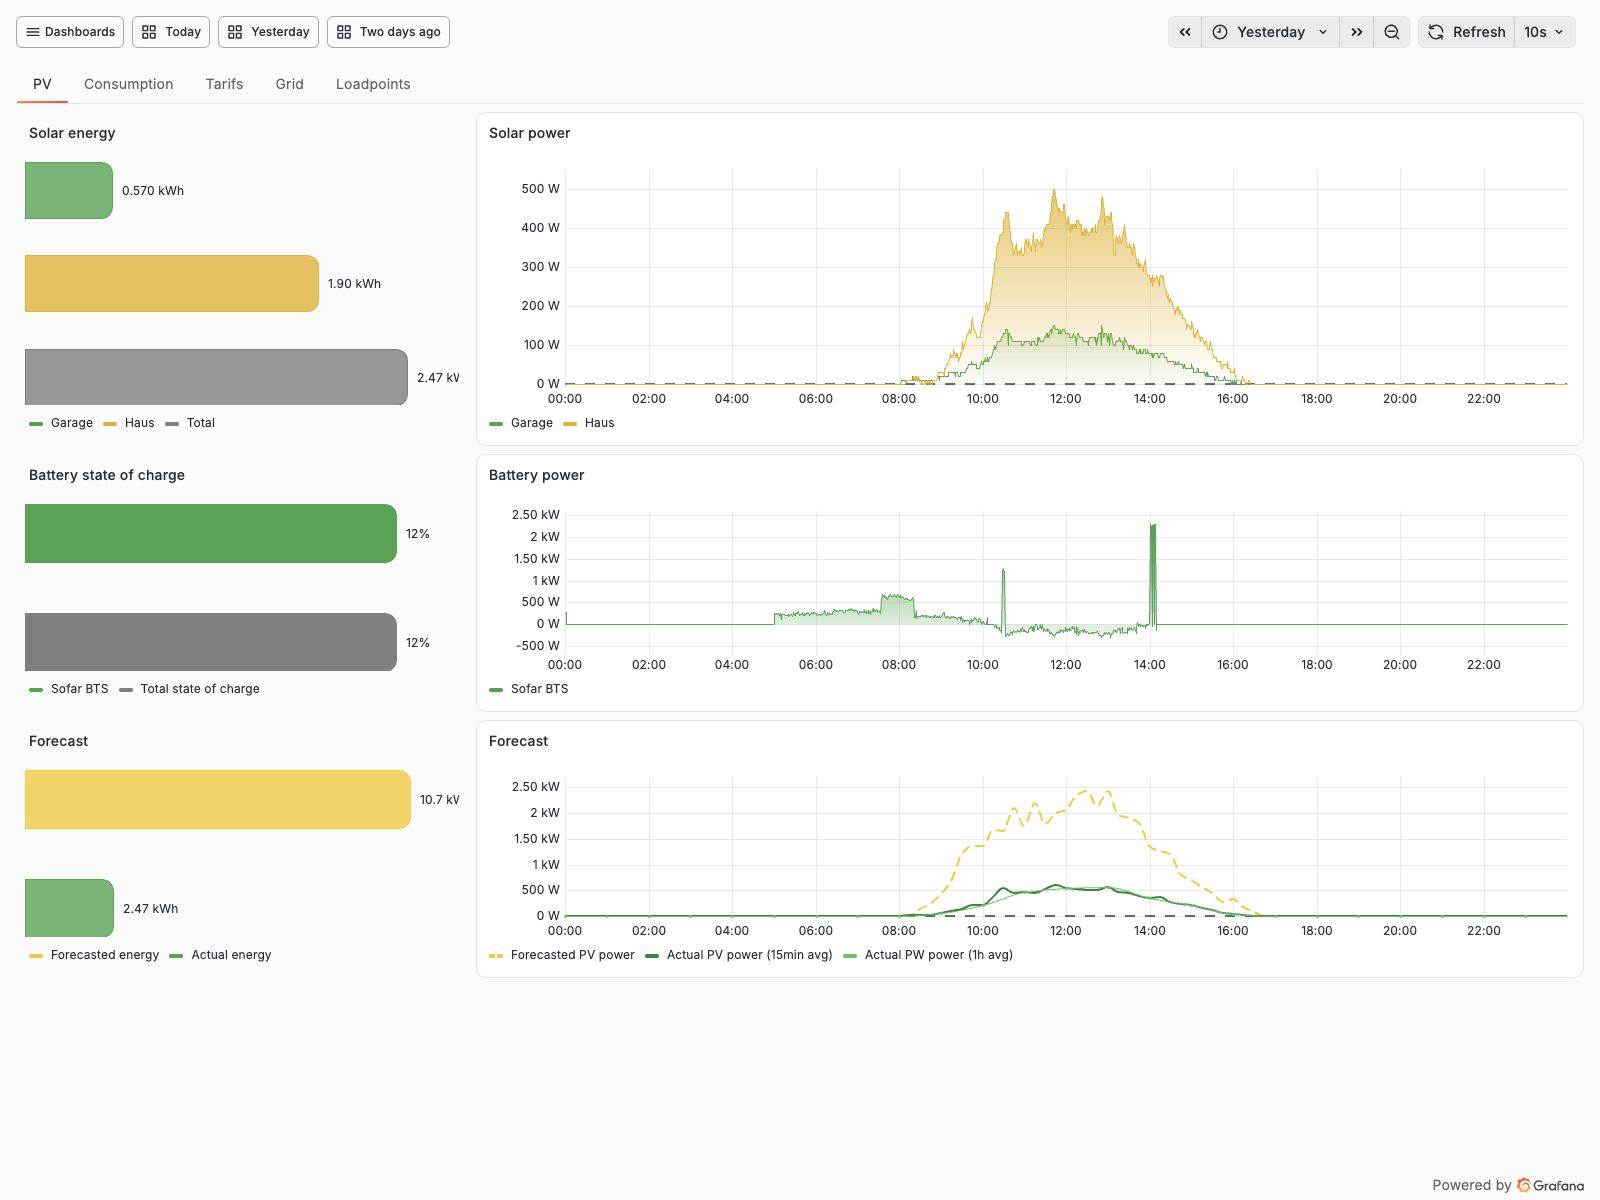 Dashboards Today Yesterday Two days ago Yesterday Refresh 10s
PV Consumption Tarifs Grid Loadpoints
Solar energy
0.570 kWh
1.90 kWh
2.47 kW
Garage Haus Total
Solar power
500 W
400 W
300 W
200 W
100 W
0 W
00:00 02:00 04:00 06:00 08:00 10:00 12:00 14:00 16:00 18:00 20:00 22:00
Garage Haus
Battery state of charge
12%
12%
Sofar BTS Total state of charge
Battery power
2.50 kW
2 kW
1.50 kW
1 kW
500 W
0 W
-500 W
00:00 02:00 04:00 06:00 08:00 10:00 12:00 14:00 16:00 18:00 20:00 22:00
Sofar BTS
Forecast
10.7 kW
2.47 kWh
Forecasted energy Actual energy
Forecast
2.50 kW
2 kW
1.50 kW
1 kW
500 W
0 W
00:00 02:00 04:00 06:00 08:00 10:00 12:00 14:00 16:00 18:00 20:00 22:00
Forecasted PV power Actual PV power (15min avg) Actual PW power (1h avg)
Powered by Grafana